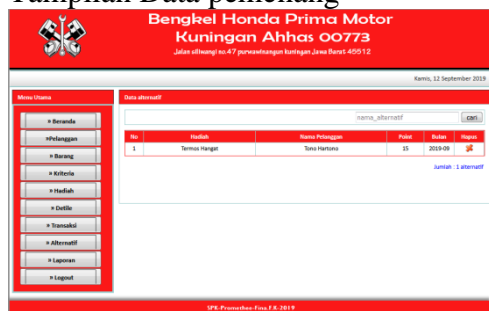 Tampilan Data pemenang
Bengkel Honda Prima Motor
Kuningan Ahhas 00773
Jalan siliwangi no.47 purwawinangun kuningan Jawa Barat 45512
Kamis, 12 September 2019
Menu Utama
» Beranda
»Pelanggan
» Barang
» Kriteria
» Hadiah
» Detile
» Transaksi
» Alternatif
» Laporan
» Logout
Data alternatif
nama_alternatif cari
No Hadiah Nama Pelanggan Point Bulan Hapus
1 Termos Hangat Tono Hartono 15 2019-09
Jumlah : 1 alternatif
SPK-Promethee-Fina.F.K-2019